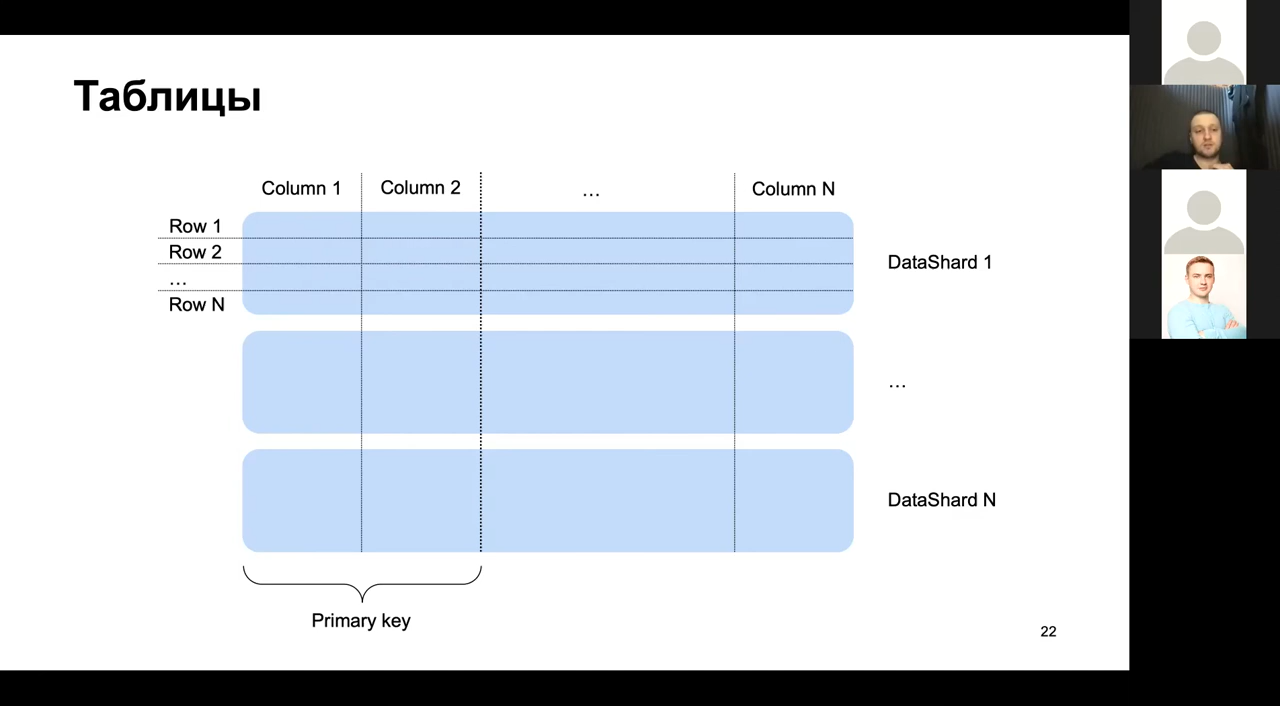 Таблицы
Column 1 Column 2 … Column N
Row 1
Row 2
…
Row N
DataShard 1
…
DataShard N
Primary key
22